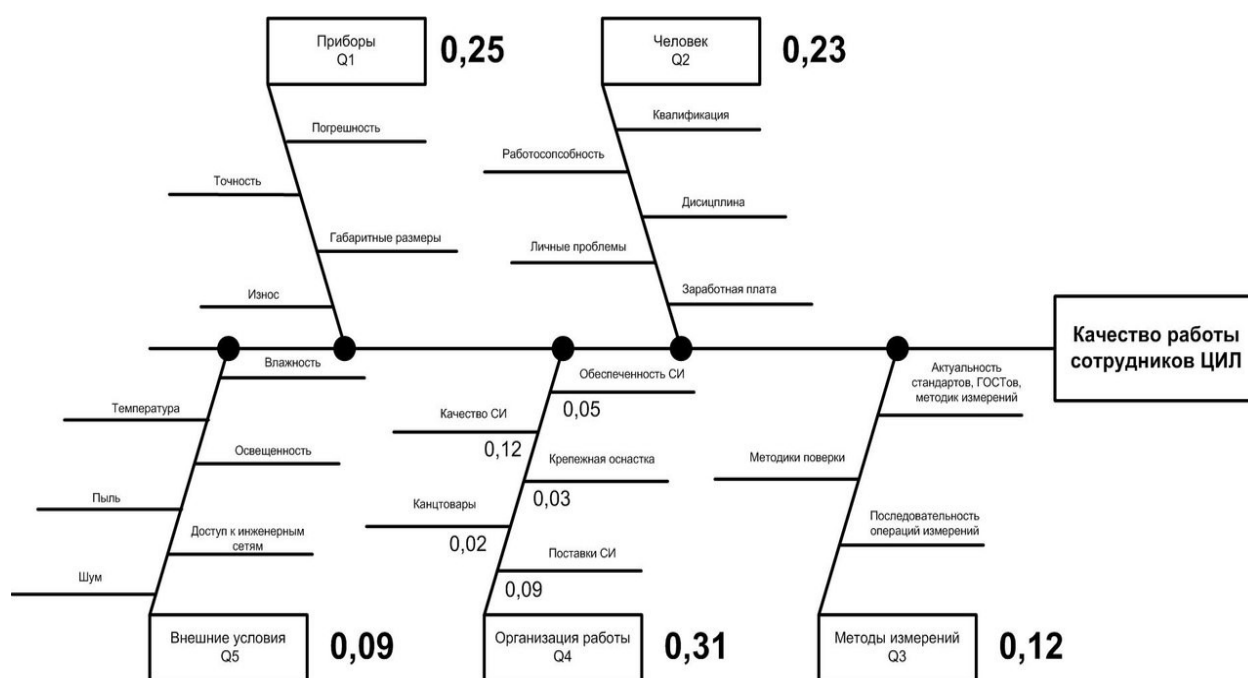 Приборы
Q1
0,25
Человек
Q2
0,23
Погрешность
Точность
Габаритные размеры
Износ
Квалификация
Работосопсобность
Дисицплина
Личные проблемы
Заработная плата
Качество работы
сотрудников ЦИЛ
Влажность
Температура
Освещенность
Пыль
Доступ к инженерным
сетям
Шум
Внешние условия
Q5
0,09
Обеспеченность СИ
0,05
Качество СИ
0,12
Крепежная оснастка
0,03
Канцтовары
0,02
Поставки СИ
0,09
Организация работы
Q4
0,31
Актуальность
стандартов, ГОСТов,
методик измерений
Методики поверки
Последовательность
операций измерений
Методы измерений
Q3
0,12